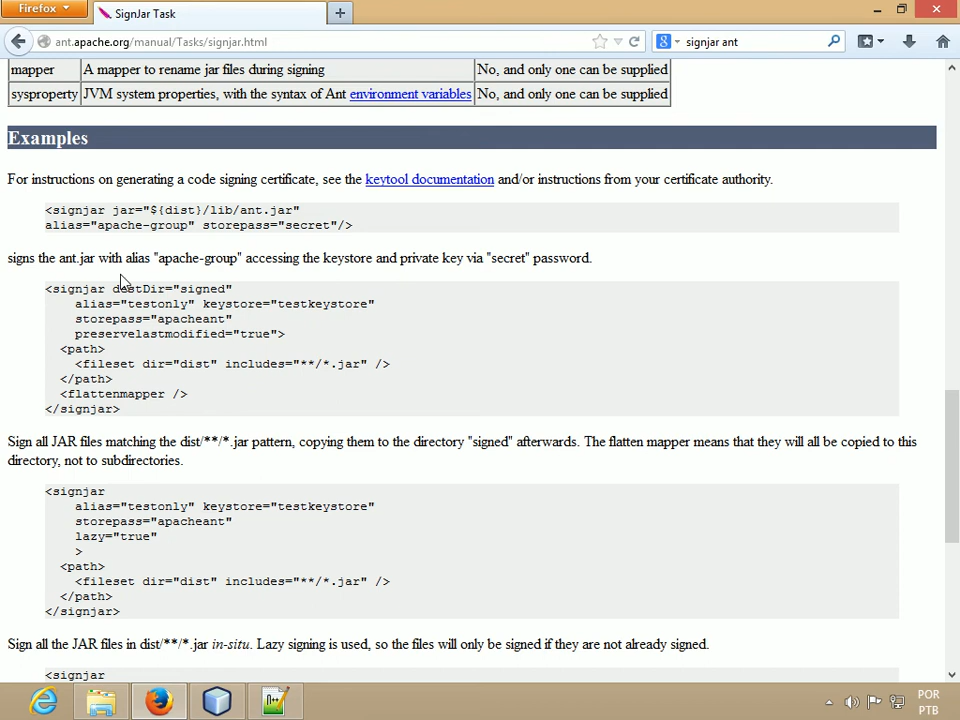 Firefox
SignJar Task
ant.apache.org/manual/Tasks/signjar.html
signjar ant
mapper A mapper to rename jar files during signing No, and only one can be supplied
sysproperty JVM system properties, with the syntax of Ant environment variables No, and only one can be supplied
Examples
For instructions on generating a code signing certificate, see the keytool documentation and/or instructions from your certificate authority.
<signjar jar="${dist}/lib/ant.jar"
alias="apache-group" storepass="secret"/>
signs the ant.jar with alias "apache-group" accessing the keystore and private key via "secret" password.
<signjar destDir="signed"
alias="testonly" keystore="testkeystore"
storepass="apacheant"
preservelastmodified="true">
<path>
<fileset dir="dist" includes="**/*.jar" />
</path>
<flattenmapper />
</signjar>
Sign all JAR files matching the dist/**/*.jar pattern, copying them to the directory "signed" afterwards. The flatten mapper means that they will all be copied to this
directory, not to subdirectories.
<signjar
alias="testonly" keystore="testkeystore"
storepass="apacheant"
lazy="true"
>
<path>
<fileset dir="dist" includes="**/*.jar" />
</path>
</signjar>
Sign all the JAR files in dist/**/*.jar in-situ. Lazy signing is used, so the files will only be signed if they are not already signed.
<signjar
POR
PTB